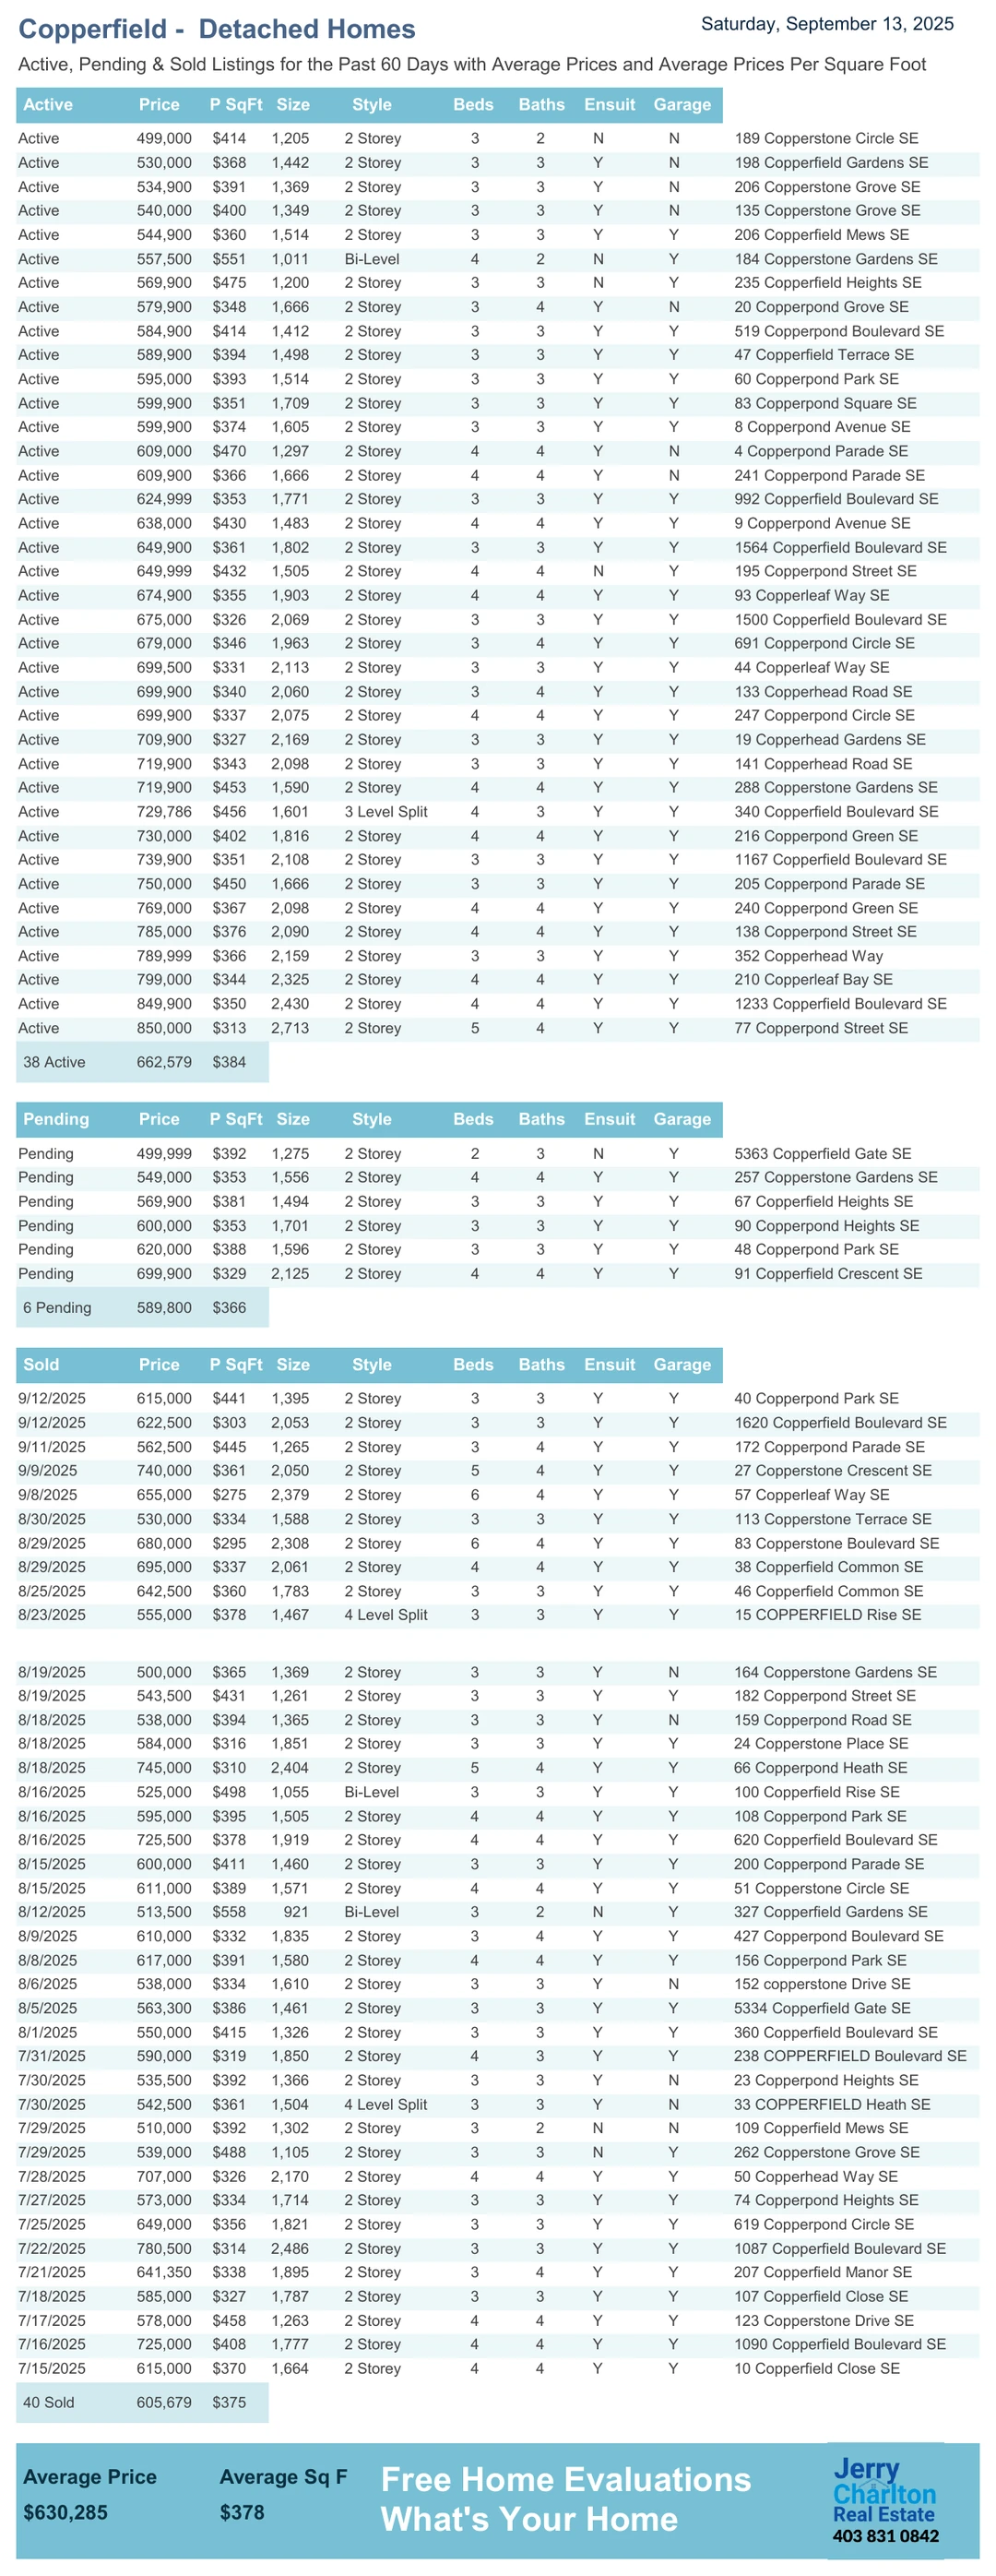 Copperfield - Detached Homes Saturday, September 13, 2025
Active, Pending & Sold Listings for the Past 60 Days with Average Prices and Average Prices Per Square Foot
Active Price P SqFt Size Style Beds Baths Ensuit Garage
Active 499,000 $414 1,205 2 Storey 3 2 N N 189 Copperstone Circle SE
Active 530,000 $368 1,442 2 Storey 3 3 Y N 198 Copperfield Gardens SE
Active 534,900 $391 1,369 2 Storey 3 3 Y N 206 Copperstone Grove SE
Active 540,000 $400 1,349 2 Storey 3 3 Y N 135 Copperstone Grove SE
Active 544,900 $360 1,514 2 Storey 3 3 Y Y 206 Copperfield Mews SE
Active 557,500 $551 1,011 Bi-Level 4 2 N Y 184 Copperstone Gardens SE
Active 569,900 $475 1,200 2 Storey 3 3 N Y 235 Copperfield Heights SE
Active 579,900 $348 1,666 2 Storey 3 4 Y N 20 Copperpond Grove SE
Active 584,900 $414 1,412 2 Storey 3 3 Y Y 519 Copperpond Boulevard SE
Active 589,900 $394 1,498 2 Storey 3 3 Y Y 47 Copperfield Terrace SE
Active 595,000 $393 1,514 2 Storey 3 3 Y Y 60 Copperpond Park SE
Active 599,900 $351 1,709 2 Storey 3 3 Y Y 83 Copperpond Square SE
Active 599,900 $374 1,605 2 Storey 3 3 Y Y 8 Copperpond Avenue SE
Active 609,000 $470 1,297 2 Storey 4 4 Y N 4 Copperpond Parade SE
Active 609,900 $366 1,666 2 Storey 4 4 Y N 241 Copperpond Parade SE
Active 624,999 $353 1,771 2 Storey 3 3 Y Y 992 Copperfield Boulevard SE
Active 638,000 $430 1,483 2 Storey 4 4 Y Y 9 Copperpond Avenue SE
Active 649,900 $361 1,802 2 Storey 3 3 Y Y 1564 Copperfield Boulevard SE
Active 649,999 $432 1,505 2 Storey 4 4 N Y 195 Copperpond Street SE
Active 674,900 $355 1,903 2 Storey 4 4 Y Y 93 Copperleaf Way SE
Active 675,000 $326 2,069 2 Storey 3 3 Y Y 1500 Copperfield Boulevard SE
Active 679,000 $346 1,963 2 Storey 3 4 Y Y 691 Copperpond Circle SE
Active 699,500 $331 2,113 2 Storey 3 3 Y Y 44 Copperleaf Way SE
Active 699,900 $340 2,060 2 Storey 3 4 Y Y 133 Copperhead Road SE
Active 699,900 $337 2,075 2 Storey 4 4 Y Y 247 Copperpond Circle SE
Active 709,900 $327 2,169 2 Storey 3 3 Y Y 19 Copperhead Gardens SE
Active 719,900 $343 2,098 2 Storey 3 3 Y Y 141 Copperhead Road SE
Active 719,900 $453 1,590 2 Storey 4 4 Y Y 288 Copperstone Gardens SE
Active 729,786 $456 1,601 3 Level Split 4 3 Y Y 340 Copperfield Boulevard SE
Active 730,000 $402 1,816 2 Storey 4 4 Y Y 216 Copperpond Green SE
Active 739,900 $351 2,108 2 Storey 3 3 Y Y 1167 Copperfield Boulevard SE
Active 750,000 $450 1,666 2 Storey 3 3 Y Y 205 Copperpond Parade SE
Active 769,000 $367 2,098 2 Storey 4 4 Y Y 240 Copperpond Green SE
Active 785,000 $376 2,090 2 Storey 4 4 Y Y 138 Copperpond Street SE
Active 789,999 $366 2,159 2 Storey 3 3 Y Y 352 Copperhead Way
Active 799,000 $344 2,325 2 Storey 4 4 Y Y 210 Copperleaf Bay SE
Active 849,900 $350 2,430 2 Storey 4 4 Y Y 1233 Copperfield Boulevard SE
Active 850,000 $313 2,713 2 Storey 5 4 Y Y 77 Copperpond Street SE
38 Active 662,579 $384
Pending Price P SqFt Size Style Beds Baths Ensuit Garage
Pending 499,999 $392 1,275 2 Storey 2 3 N Y 5363 Copperfield Gate SE
Pending 549,000 $353 1,556 2 Storey 4 4 Y Y 257 Copperstone Gardens SE
Pending 569,900 $381 1,494 2 Storey 3 3 Y Y 67 Copperfield Heights SE
Pending 600,000 $353 1,701 2 Storey 3 3 Y Y 90 Copperpond Heights SE
Pending 620,000 $388 1,596 2 Storey 3 3 Y Y 48 Copperpond Park SE
Pending 699,900 $329 2,125 2 Storey 4 4 Y Y 91 Copperfield Crescent SE
6 Pending 589,800 $366
Sold Price P SqFt Size Style Beds Baths Ensuit Garage
9/12/2025 615,000 $441 1,395 2 Storey 3 3 Y Y 40 Copperpond Park SE
9/12/2025 622,500 $303 2,053 2 Storey 3 3 Y Y 1620 Copperfield Boulevard SE
9/11/2025 562,500 $445 1,265 2 Storey 3 4 Y Y 172 Copperpond Parade SE
9/9/2025 740,000 $361 2,050 2 Storey 5 4 Y Y 27 Copperstone Crescent SE
9/8/2025 655,000 $275 2,379 2 Storey 6 4 Y Y 57 Copperleaf Way SE
8/30/2025 530,000 $334 1,588 2 Storey 3 3 Y Y 113 Copperstone Terrace SE
8/29/2025 680,000 $295 2,308 2 Storey 6 4 Y Y 83 Copperstone Boulevard SE
8/29/2025 695,000 $337 2,061 2 Storey 4 4 Y Y 38 Copperfield Common SE
8/25/2025 642,500 $360 1,783 2 Storey 3 3 Y Y 46 Copperfield Common SE
8/23/2025 555,000 $378 1,467 4 Level Split 3 3 Y Y 15 COPPERFIELD Rise SE
8/19/2025 500,000 $365 1,369 2 Storey 3 3 Y N 164 Copperstone Gardens SE
8/19/2025 543,500 $431 1,261 2 Storey 3 3 Y Y 182 Copperpond Street SE
8/18/2025 538,000 $394 1,365 2 Storey 3 3 Y N 159 Copperpond Road SE
8/18/2025 584,000 $316 1,851 2 Storey 3 3 Y Y 24 Copperstone Place SE
8/18/2025 745,000 $310 2,404 2 Storey 5 4 Y Y 66 Copperpond Heath SE
8/16/2025 525,000 $498 1,055 Bi-Level 3 3 Y Y 100 Copperfield Rise SE
8/16/2025 595,000 $395 1,505 2 Storey 4 4 Y Y 108 Copperpond Park SE
8/16/2025 725,500 $378 1,919 2 Storey 4 4 Y Y 620 Copperfield Boulevard SE
8/15/2025 600,000 $411 1,460 2 Storey 3 3 Y Y 200 Copperpond Parade SE
8/15/2025 611,000 $389 1,571 2 Storey 4 4 Y Y 51 Copperstone Circle SE
8/12/2025 513,500 $558 921 Bi-Level 3 2 N Y 327 Copperfield Gardens SE
8/9/2025 610,000 $332 1,835 2 Storey 3 4 Y Y 427 Copperpond Boulevard SE
8/8/2025 617,000 $391 1,580 2 Storey 4 4 Y Y 156 Copperpond Park SE
8/6/2025 538,000 $334 1,610 2 Storey 3 3 Y N 152 copperstone Drive SE
8/5/2025 563,300 $386 1,461 2 Storey 3 3 Y Y 5334 Copperfield Gate SE
8/1/2025 550,000 $415 1,326 2 Storey 3 3 Y Y 360 Copperfield Boulevard SE
7/31/2025 590,000 $319 1,850 2 Storey 4 3 Y Y 238 COPPERFIELD Boulevard SE
7/30/2025 535,500 $392 1,366 2 Storey 3 3 Y N 23 Copperpond Heights SE
7/30/2025 542,500 $361 1,504 4 Level Split 3 3 Y N 33 COPPERFIELD Heath SE
7/29/2025 510,000 $392 1,302 2 Storey 3 2 N N 109 Copperfield Mews SE
7/29/2025 539,000 $488 1,105 2 Storey 3 3 N Y 262 Copperstone Grove SE
7/28/2025 707,000 $326 2,170 2 Storey 4 4 Y Y 50 Copperhead Way SE
7/27/2025 573,000 $334 1,714 2 Storey 3 3 Y Y 74 Copperpond Heights SE
7/25/2025 649,000 $356 1,821 2 Storey 3 3 Y Y 619 Copperpond Circle SE
7/22/2025 780,500 $314 2,486 2 Storey 3 3 Y Y 1087 Copperfield Boulevard SE
7/21/2025 641,350 $338 1,895 2 Storey 3 4 Y Y 207 Copperfield Manor SE
7/18/2025 585,000 $327 1,787 2 Storey 3 3 Y Y 107 Copperfield Close SE
7/17/2025 578,000 $458 1,263 2 Storey 4 4 Y Y 123 Copperstone Drive SE
7/16/2025 725,000 $408 1,777 2 Storey 4 4 Y Y 1090 Copperfield Boulevard SE
7/15/2025 615,000 $370 1,664 2 Storey 4 4 Y Y 10 Copperfield Close SE
40 Sold 605,679 $375
Average Price Average Sq F
$630,285 $378
Free Home Evaluations
What's Your Home
Jerry
Charlton
Real Estate
403 831 0842